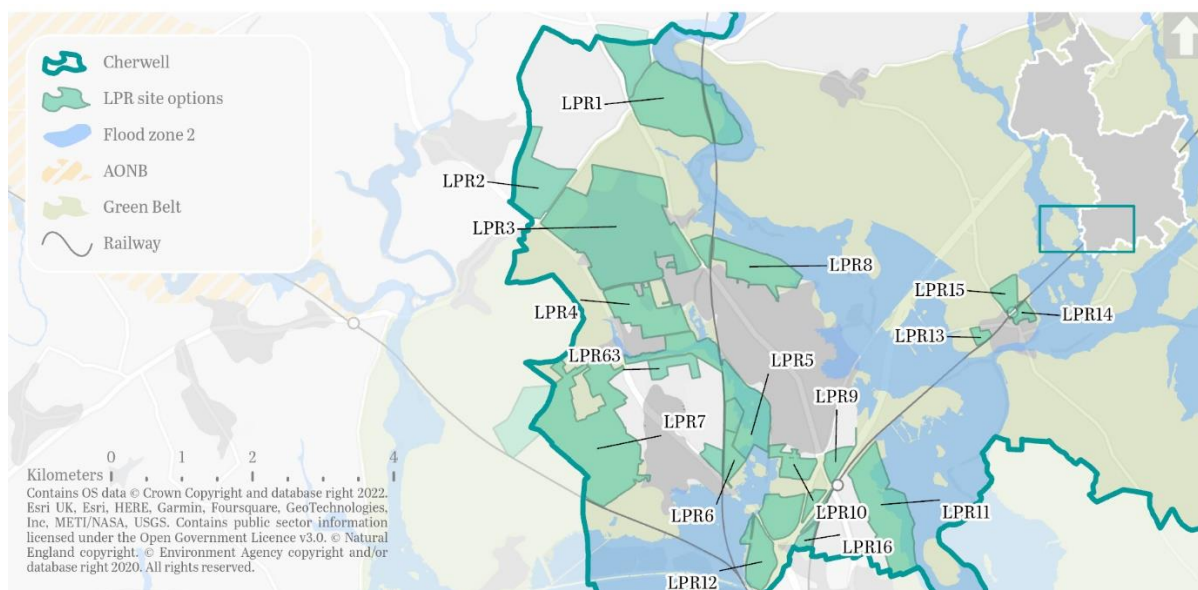 Cherwell
LPR site options
Flood zone 2
AONB
Green Belt
Railway
LPR1
LPR2
LPR3
LPR8
LPR4
LPR15
LPR14
LPR13
LPR63
LPR5
LPR9
LPR7
LPR6
LPR10
LPR11
LPR16
LPR12
Kilometers
0 1 2 4
Contains OS data © Crown Copyright and database right 2022.
Esri UK, Esri, HERE, Garmin, Foursquare, GeoTechnologies,
Inc, METI/NASA, USGS. Contains public sector information
licensed under the Open Government Licence v3.0. © Natural
England copyright. © Environment Agency copyright and/or
database right 2020. All rights reserved.